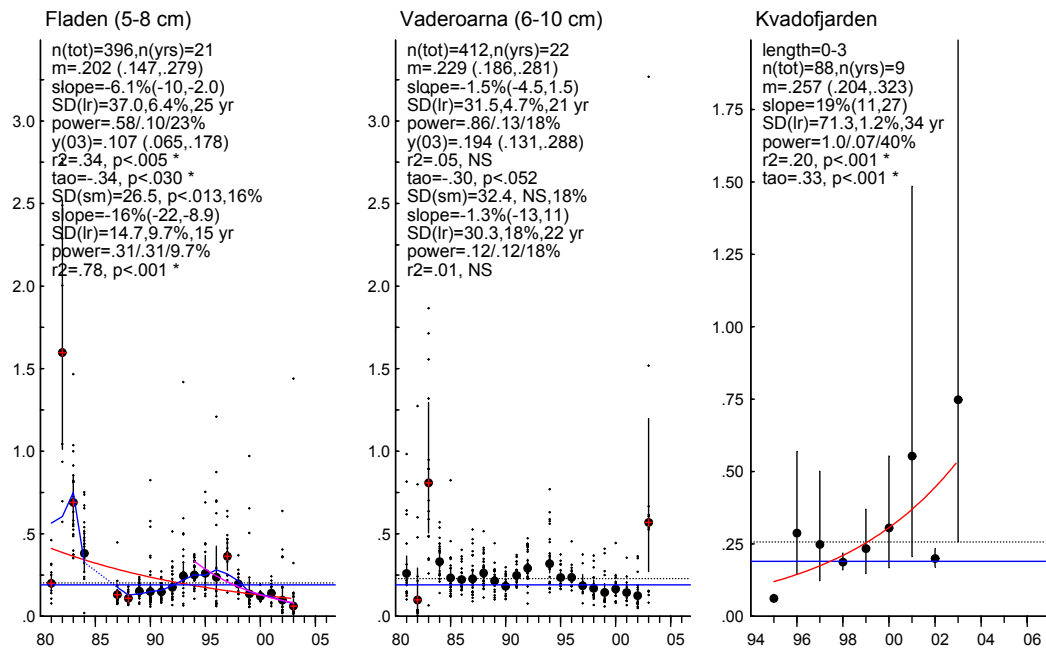 Fladen (5-8 cm)
n(tot)=396,n(yrs)=21
m=.202 (.147,.279)
slope=-6.1%(-10,-2.0)
SD(lr)=37.0,6.4%,25 yr
power=.58/.10/23%
y(03)=.107 (.065,.178)
r2=.34, p<.005 *
tao=-.34, p<.030 *
SD(sm)=26.5, p<.013,16%
slope=-16%(-22,-8.9)
SD(lr)=14.7,9.7%,15 yr
power=.31/.31/9.7%
r2=.78, p<.001 *
3.0
2.5
2.0
1.5
1.0
.5
.0
80 85 90 95 00 05
Vaderoarna (6-10 cm)
n(tot)=412,n(yrs)=22
m=.229 (.186,.281)
slope=-1.5%(-4.5,1.5)
SD(lr)=31.5,4.7%,21 yr
power=.86/.13/18%
y(03)=.194 (.131,.288)
r2=.05, NS
tao=-.30, p<.052
SD(sm)=32.4, NS,18%
slope=-1.3%(-13,11)
SD(lr)=30.3,18%,22 yr
power=.12/.12/18%
r2=.01, NS
3.0
2.5
2.0
1.5
1.0
.5
.0
80 85 90 95 00 05
Kvadofjarden
length=0-3
n(tot)=88,n(yrs)=9
m=.257 (.204,.323)
slope=19%(11,27)
SD(lr)=71.3,1.2%,34 yr
power=1.0/.07/40%
r2=.20, p<.001 *
tao=.33, p<.001 *
1.75
1.50
1.25
1.00
.75
.50
.25
.00
94 96 98 00 02 04 06